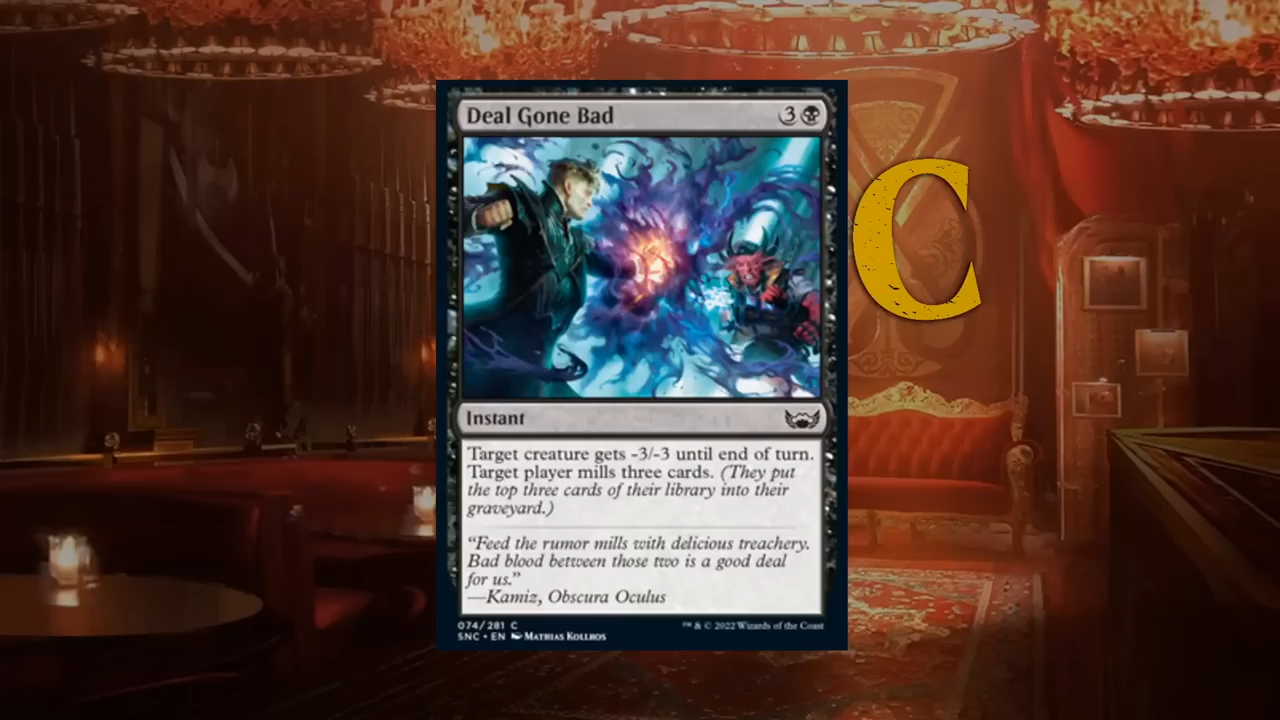 Deal Gone Bad 3
C
Instant
Target creature gets -3/-3 until end of turn.
Target player mills three cards. (They put
the top three cards of their library into their
graveyard.)
“Feed the rumor mills with delicious treachery.
Bad blood between those two is a good deal
for us.”
—Kamiz, Obscura Oculus
074/281 C
SNC • EN Mathias Kollros
™ & © 2022 Wizards of the Coast